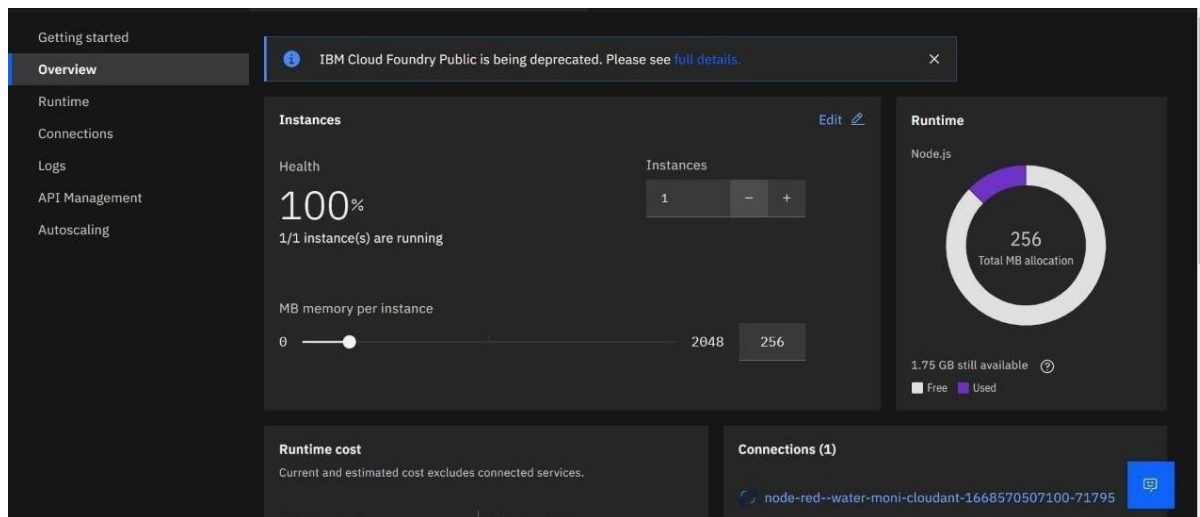 Getting started
Overview
Runtime
Connections
Logs
API Management
Autoscaling
IBM Cloud Foundry Public is being deprecated. Please see full details.
Instances
Edit
Health
100%
1/1 instance(s) are running
Instances
1 - +
MB memory per instance
0 2048 256
Runtime
Node.js
256
Total MB allocation
1.75 GB still available
Free Used
Runtime cost
Current and estimated cost excludes connected services.
Connections (1)
node-red--water-moni-cloudant-1668570507100-71795